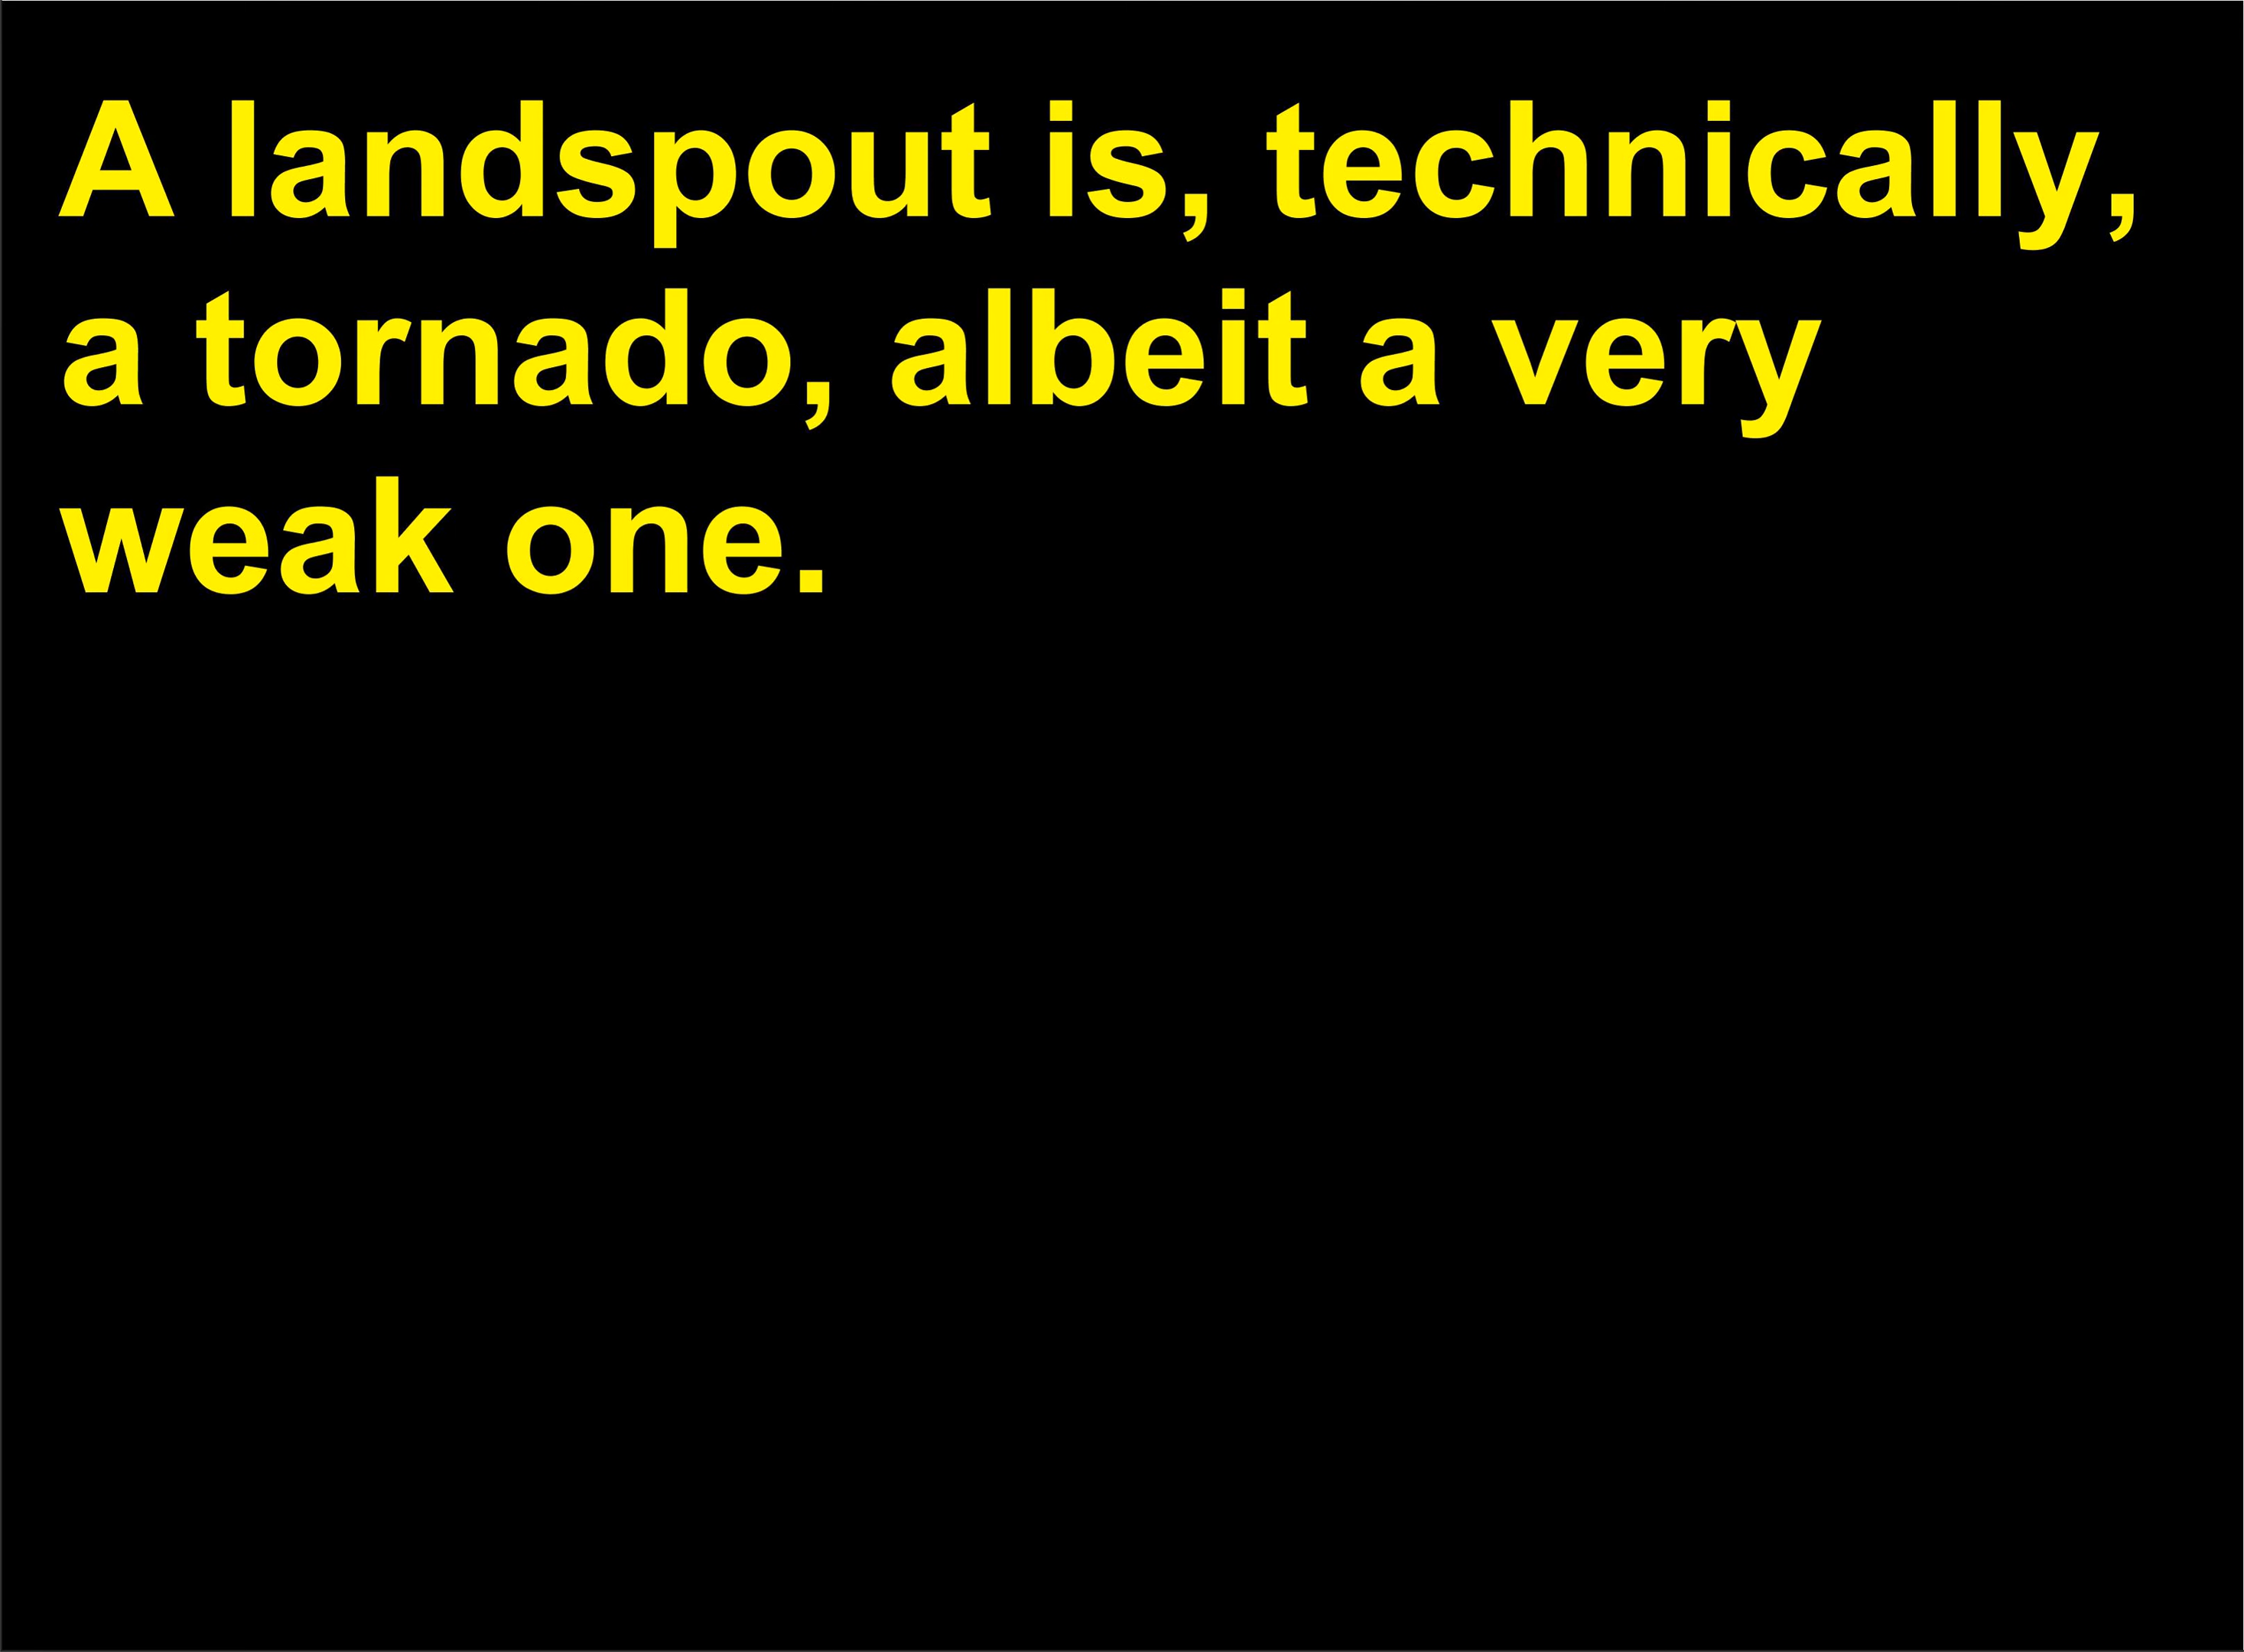 A landspout is, technically,
a tornado, albeit a very
weak one.